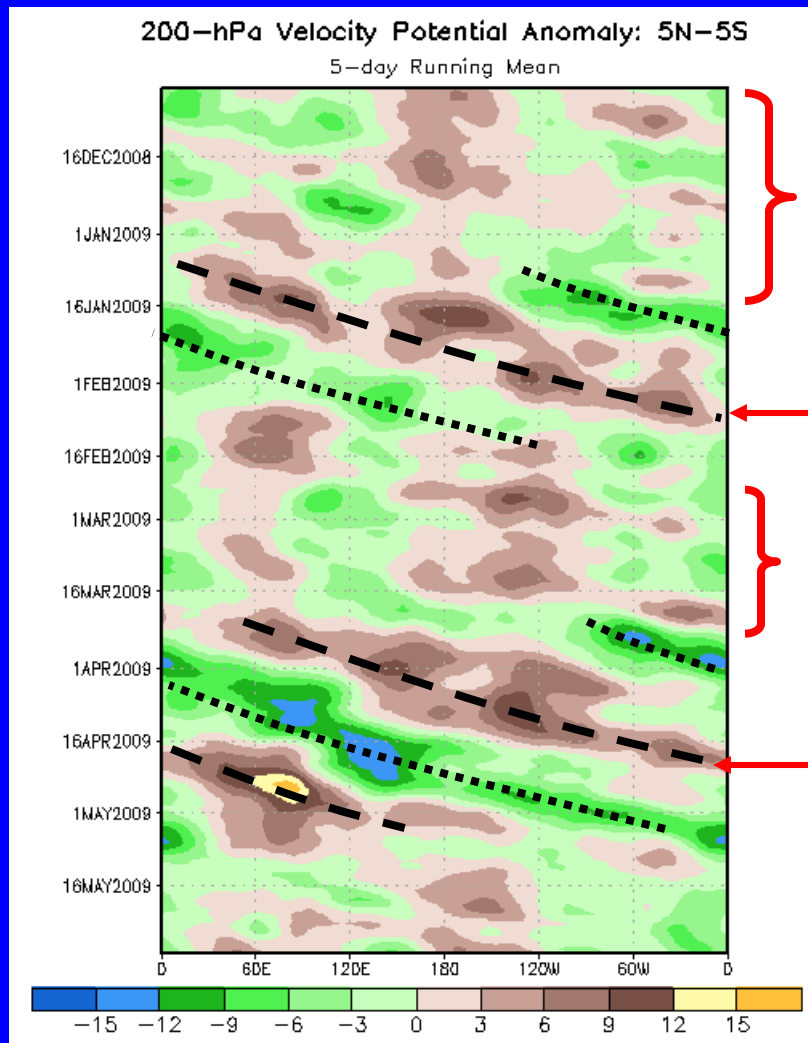 200-hPa Velocity Potential Anomaly: 5N-5S
5-day Running Mean
16DEC2008
1JAN2009
16JAN2009
1FEB2009
16FEB2009
1MAR2009
16MAR2009
1APR2009
16APR2009
1MAY2009
16MAY2009
0 60E 120E 180 120W 60W 0
-15 -12 -9 -6 -3 0 3 6 9 12 15